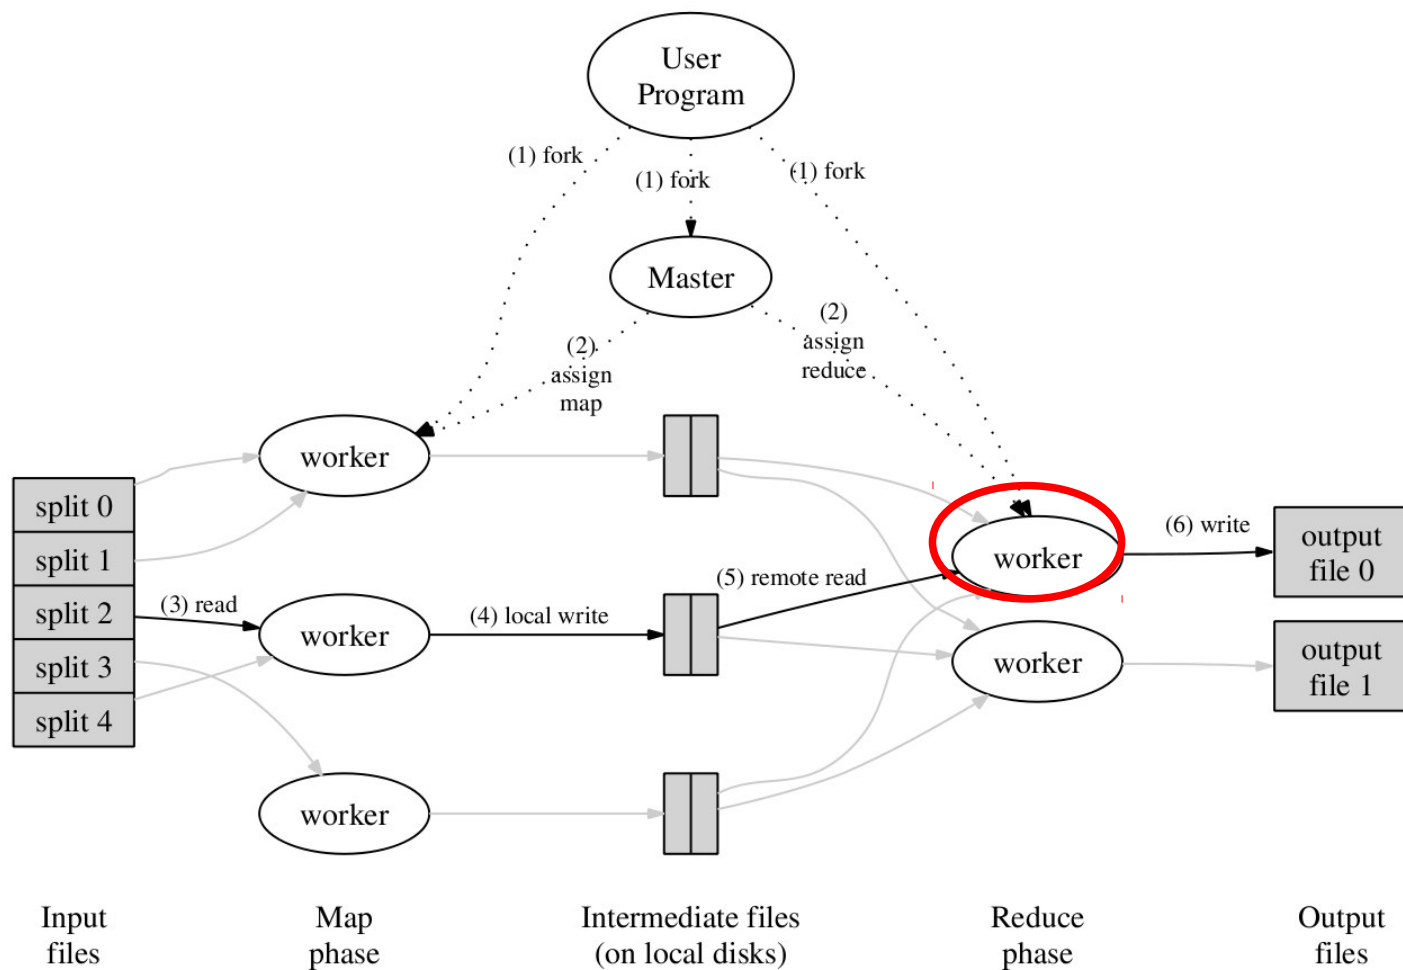 User
Program
(1) fork
(1) fork
(1) fork
Master
(2)
assign
map
(2)
assign
reduce
worker
split 0
split 1
split 2
split 3
split 4
(3) read
worker
(4) local write
worker
(5) remote read
worker
worker
(6) write
output
file 0
output
file 1
Input
files
Map
phase
Intermediate files
(on local disks)
Reduce
phase
Output
files